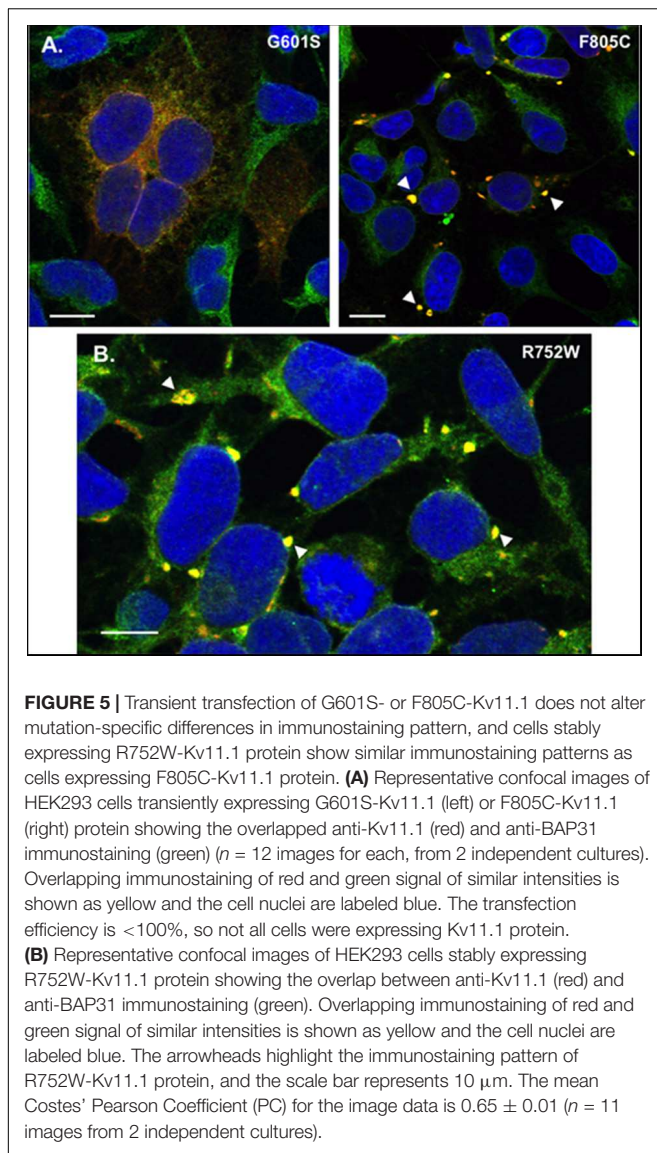 A.
G601S
F805C
B.
R752W
FIGURE 5 | Transient transfection of G601S- or F805C-Kv11.1 does not alter
mutation-specific differences in immunostaining pattern, and cells stably
expressing R752W-Kv11.1 protein show similar immunostaining patterns as
cells expressing F805C-Kv11.1 protein. (A) Representative confocal images of
HEK293 cells transiently expressing G601S-Kv11.1 (left) or F805C-Kv11.1
(right) protein showing the overlapped anti-Kv11.1 (red) and anti-BAP31
immunostaining (green) (n = 12 images for each, from 2 independent cultures).
Overlapping immunostaining of red and green signal of similar intensities is
shown as yellow and the cell nuclei are labeled blue. The transfection
efficiency is <100%, so not all cells were expressing Kv11.1 protein.
(B) Representative confocal images of HEK293 cells stably expressing
R752W-Kv11.1 protein showing the overlap between anti-Kv11.1 (red) and
anti-BAP31 immunostaining (green). Overlapping immunostaining of red and
green signal of similar intensities is shown as yellow and the cell nuclei are
labeled blue. The arrowheads highlight the immunostaining pattern of
R752W-Kv11.1 protein, and the scale bar represents 10 μm. The mean
Costes' Pearson Coefficient (PC) for the image data is 0.65 ± 0.01 (n = 11
images from 2 independent cultures).